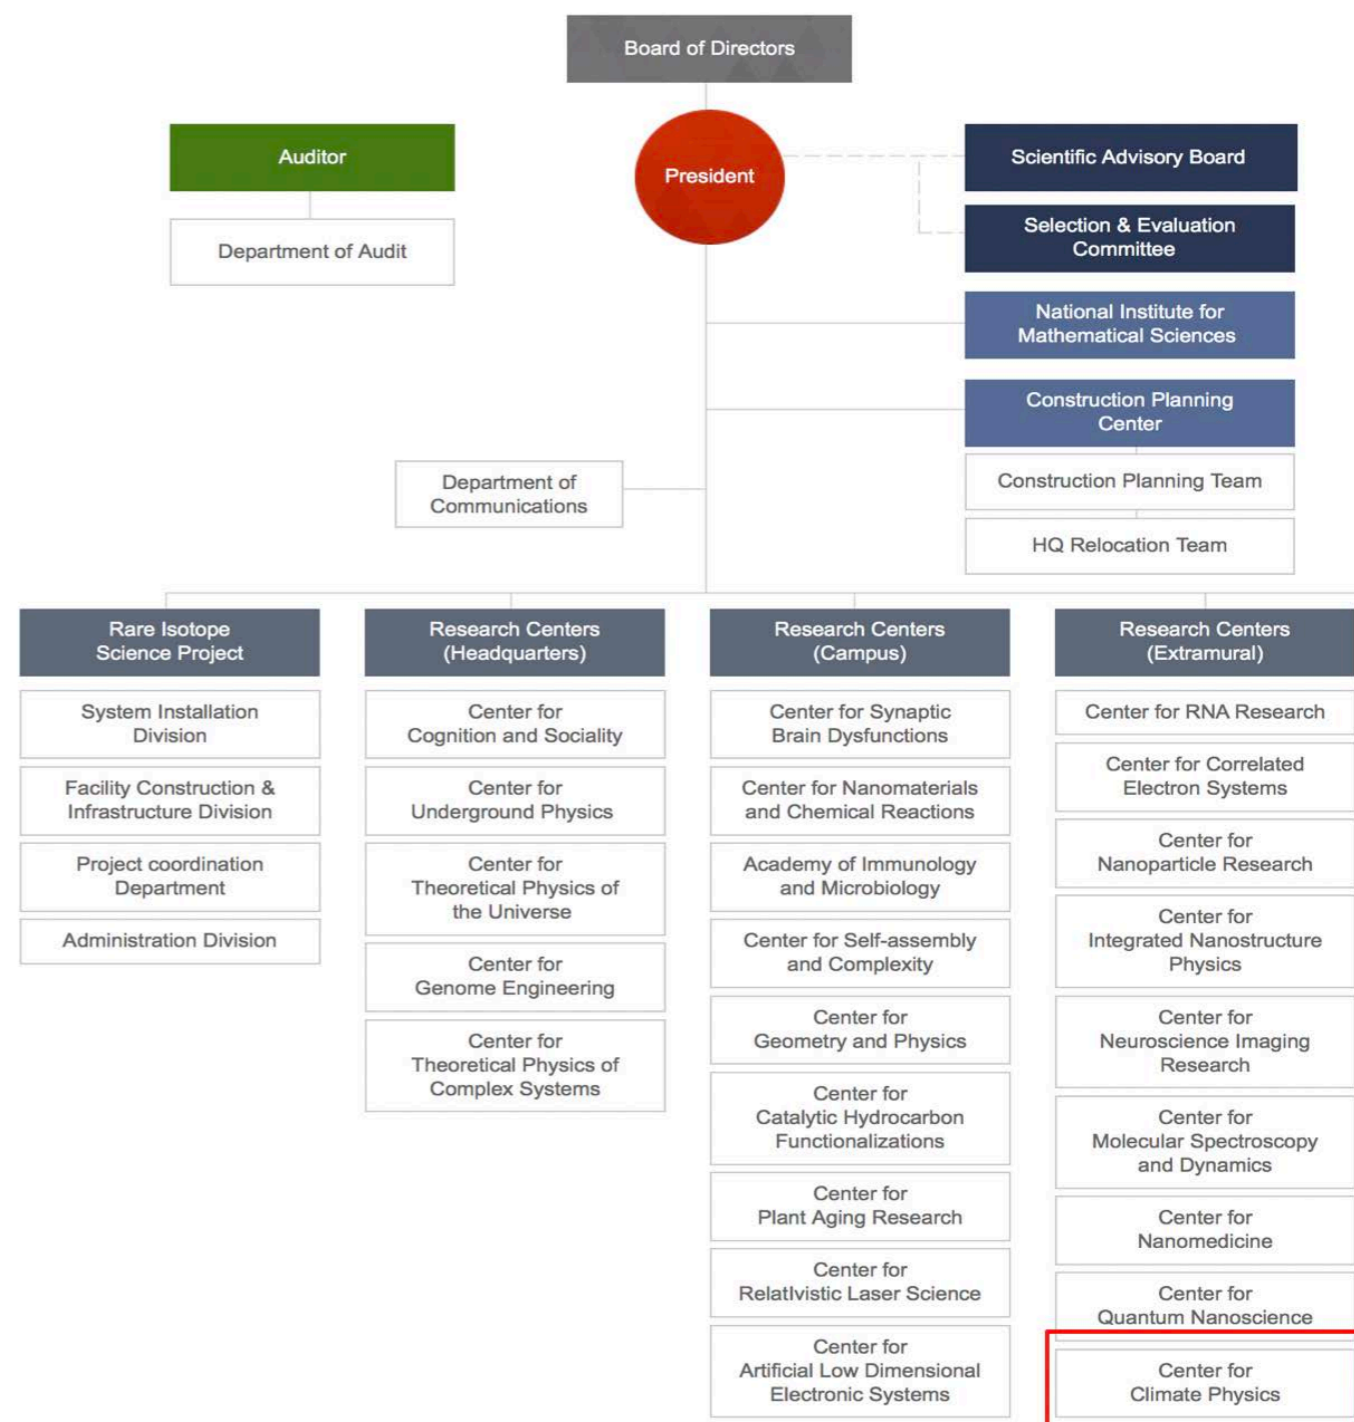 Board of Directors
Auditor
President
Scientific Advisory Board
Department of Audit
Selection & Evaluation
Committee
National Institute for
Mathematical Sciences
Construction Planning
Center
Department of
Communications
Construction Planning Team
HQ Relocation Team
Rare Isotope
Science Project
System Installation
Division
Facility Construction &
Infrastructure Division
Project coordination
Department
Administration Division
Research Centers
(Headquarters)
Center for
Cognition and Sociality
Center for
Underground Physics
Center for
Theoretical Physics of
the Universe
Center for
Genome Engineering
Center for
Theoretical Physics of
Complex Systems
Research Centers
(Campus)
Center for Synaptic
Brain Dysfunctions
Center for Nanomaterials
and Chemical Reactions
Academy of Immunology
and Microbiology
Center for Self-assembly
and Complexity
Center for
Geometry and Physics
Center for
Catalytic Hydrocarbon
Functionalizations
Center for
Plant Aging Research
Center for
RelatIvistic Laser Science
Center for
Artificial Low Dimensional
Electronic Systems
Research Centers
(Extramural)
Center for RNA Research
Center for Correlated
Electron Systems
Center for
Nanoparticle Research
Center for
Integrated Nanostructure
Physics
Center for
Neuroscience Imaging
Research
Center for
Molecular Spectroscopy
and Dynamics
Center for
Nanomedicine
Center for
Quantum Nanoscience
Center for
Climate Physics